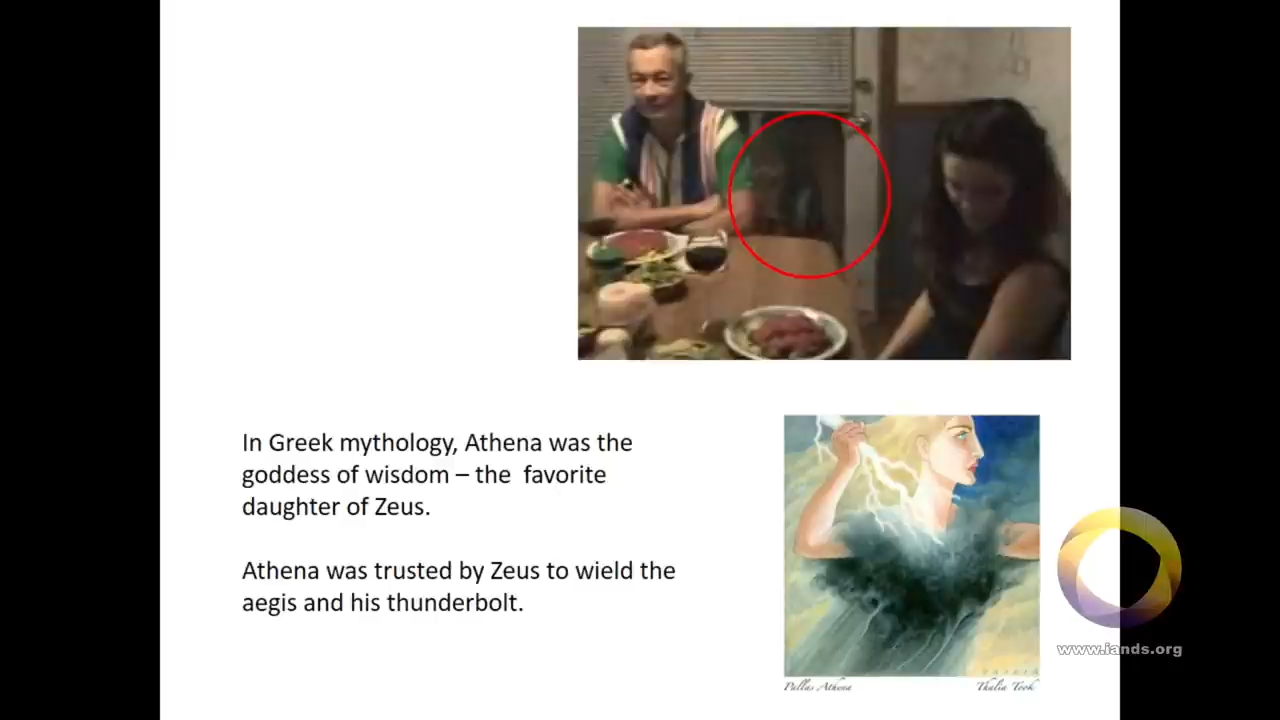 In Greek mythology, Athena was the
goddess of wisdom – the  favorite
daughter of Zeus.
Athena was trusted by Zeus to wield the
aegis and his thunderbolt.
Pallas Athena
Thalia Took
www.iands.org